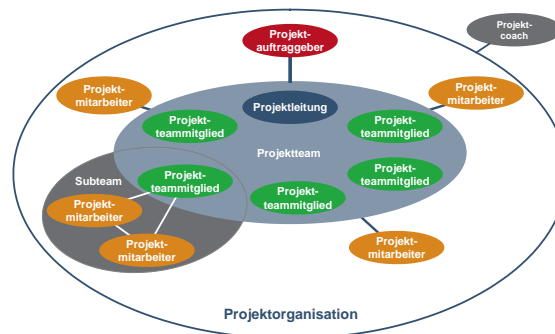 Projekt-
coach
Projekt-
auftraggeber
Projekt-
mitarbeiter
Projekt-
mitarbeiter
Projektleitung
Projekt-
teammitglied
Projekt-
teammitglied
Projektteam
Subteam
Projekt-
teammitglied
Projekt-
teammitglied
Projekt-
teammitglied
Projekt-
mitarbeiter
Projekt-
mitarbeiter
Projekt-
mitarbeiter
Projektorganisation